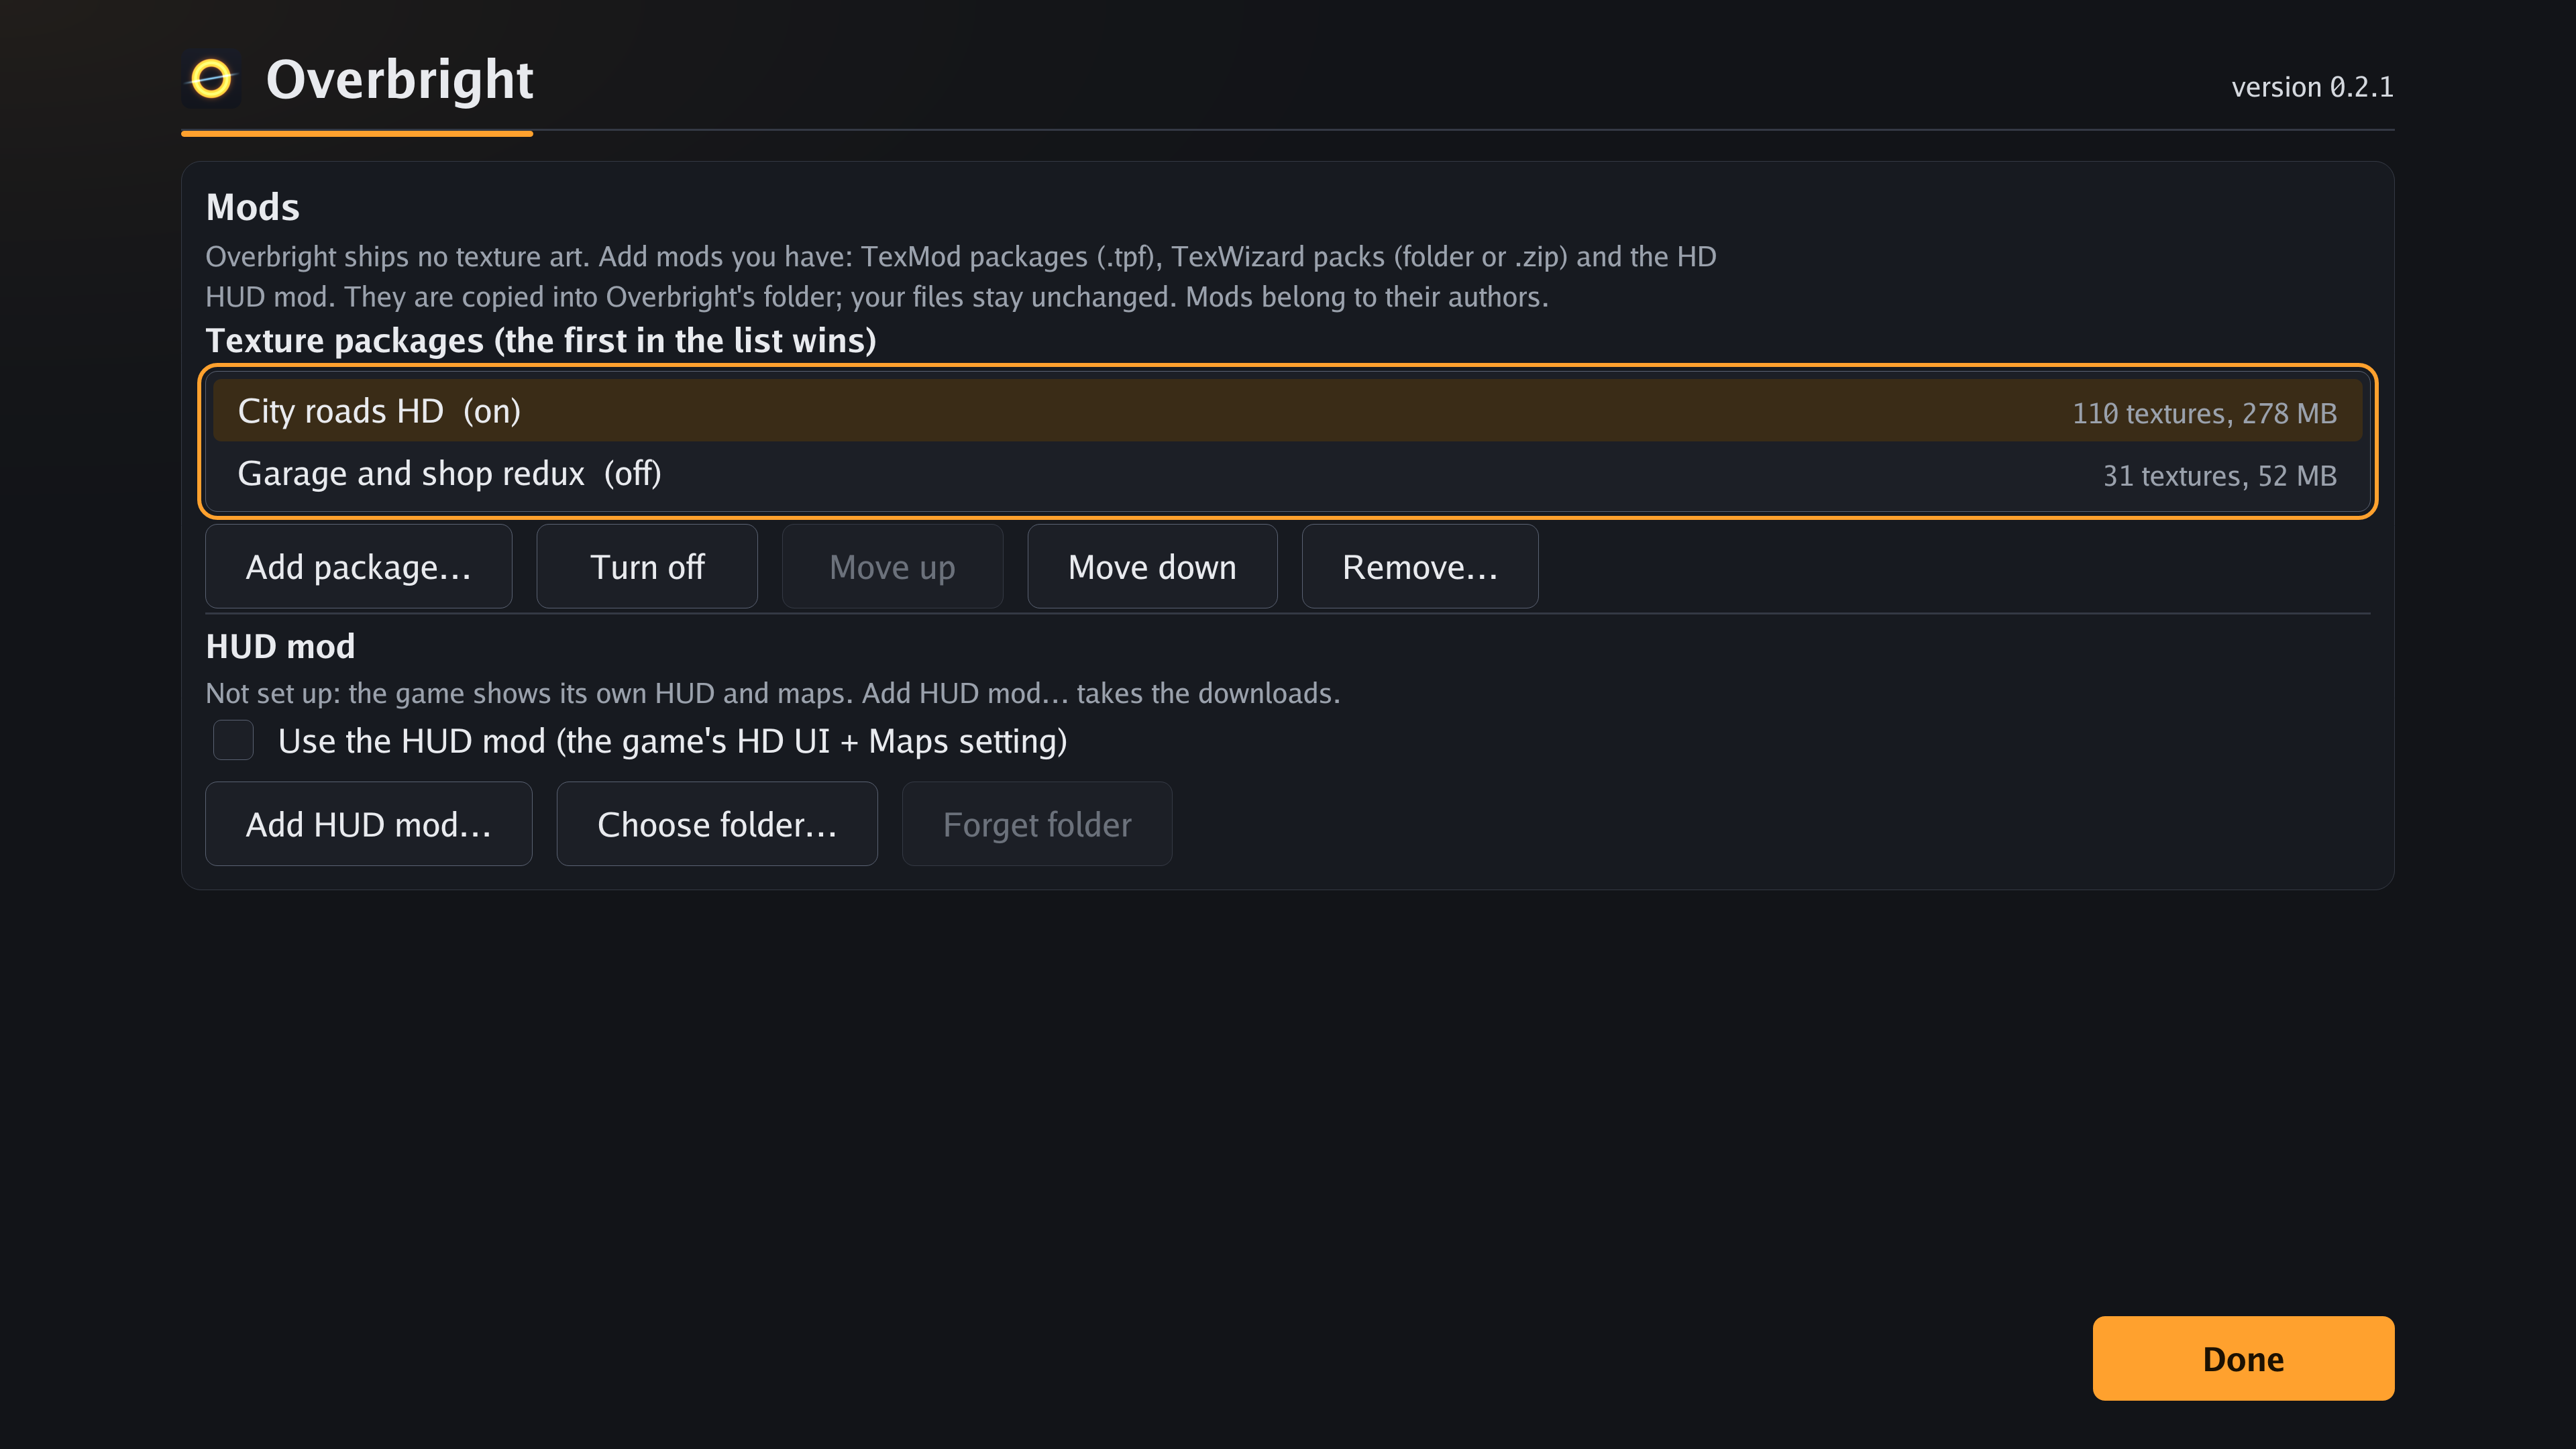 Overbright
version 0.2.1
Mods
Overbright ships no texture art. Add mods you have: TexMod packages (.tpf), TexWizard packs (folder or .zip) and the HD
HUD mod. They are copied into Overbright's folder; your files stay unchanged. Mods belong to their authors.
Texture packages (the first in the list wins)
City roads HD (on) 110 textures, 278 MB
Garage and shop redux (off) 31 textures, 52 MB
Add package... Turn off Move up Move down Remove...
HUD mod
Not set up: the game shows its own HUD and maps. Add HUD mod... takes the downloads.
Use the HUD mod (the game's HD UI + Maps setting)
Add HUD mod... Choose folder... Forget folder
Done